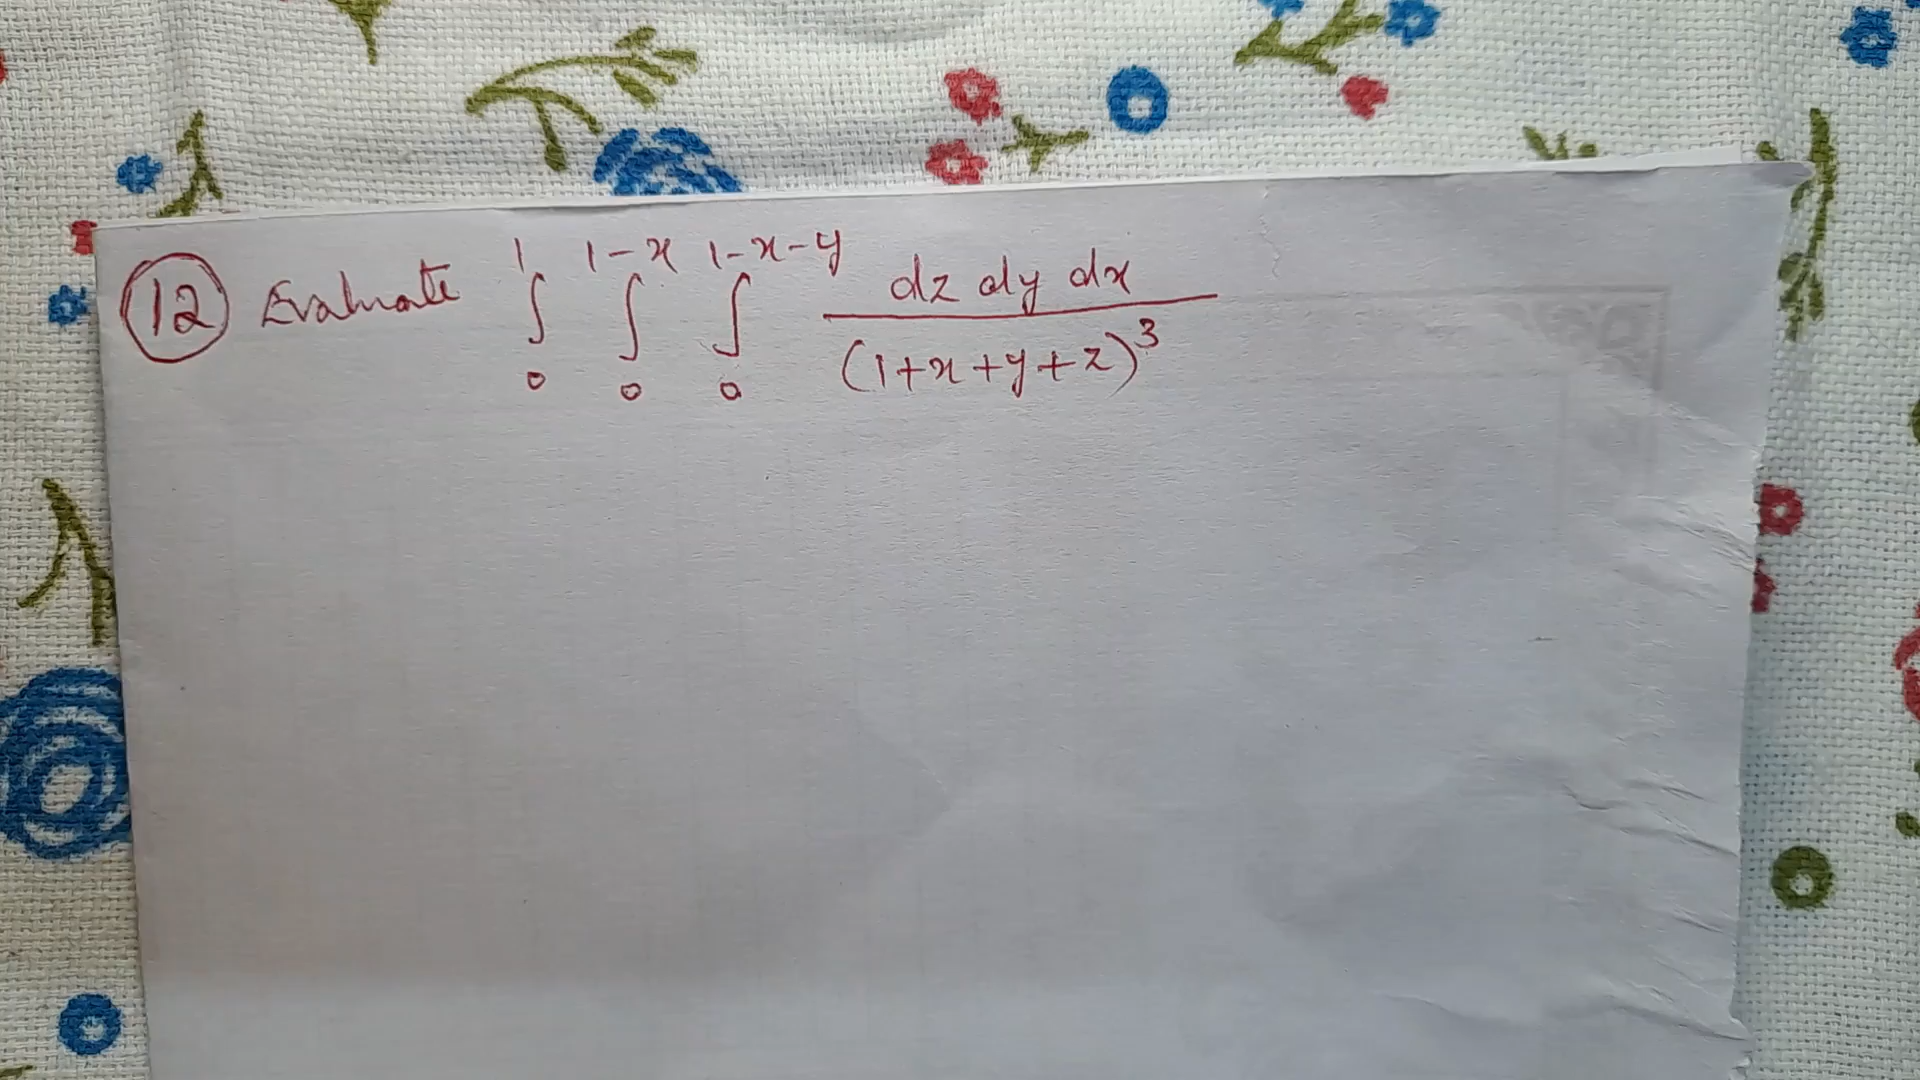 12 Evaluate ∫₀¹ ∫₀^{1-x} ∫₀^{1-x-y} dz dy dx / (1+x+y+z)³